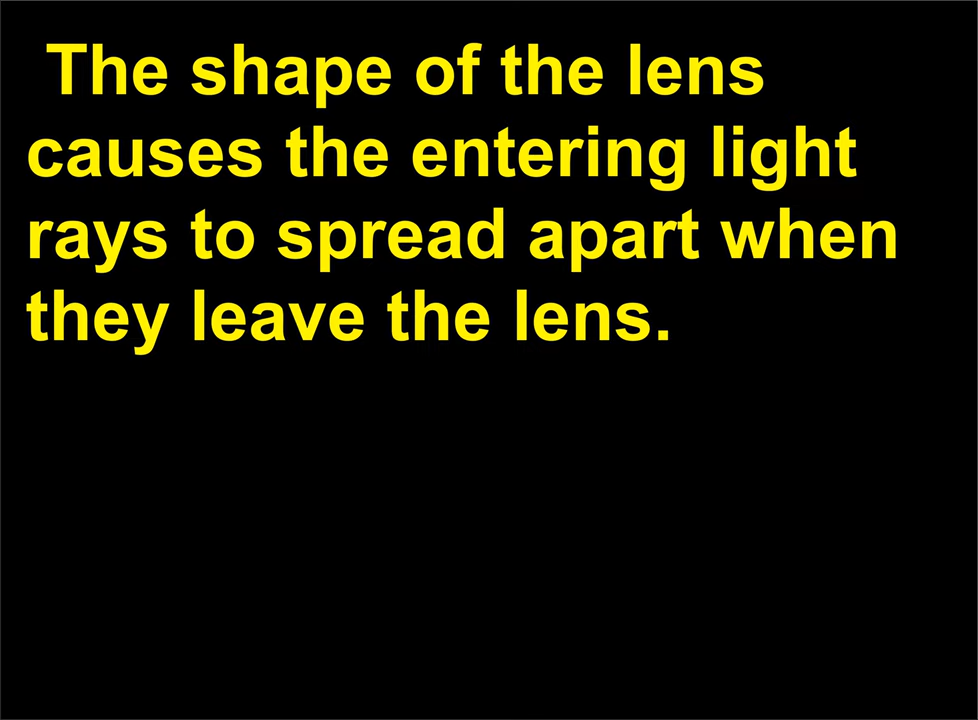 The shape of the lens
causes the entering light
rays to spread apart when
they leave the lens.